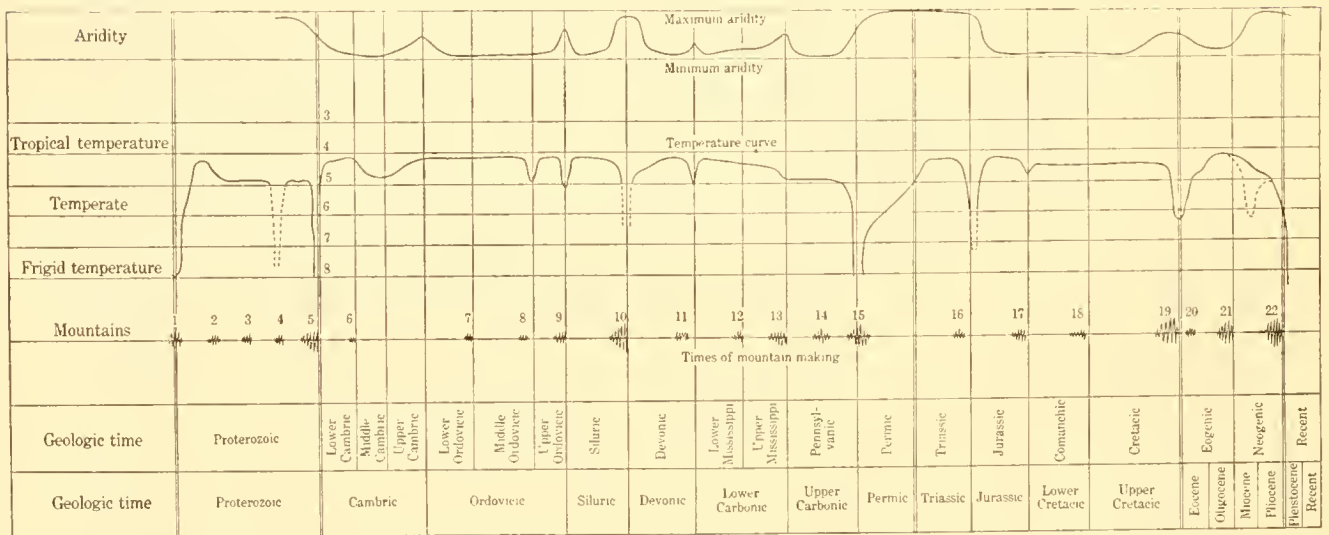 Aridity
Maximum aridity
Minimum aridity
3
Tropical temperature
4
Temperature curve
5
Temperate
6
7
Frigid temperature
8
Mountains
1 2 3 4 5 6 7 8 9 10 11 12 13 14 15 16 17 18 19 20 21 22
Times of mountain making
Geologic time
Proterozoic
Lower
Cambric
Middle
Cambric
Upper
Cambric
Lower
Ordovicic
Middle
Ordovicic
Upper
Ordovicic
Siluric
Devonic
Lower
Mississippi
Upper
Mississippi
Pennsyl-
vanic
Permic
Triassic
Jurassic
Comanchic
Cretacic
Eogenic
Neogenic
Recent
Geologic time
Proterozoic
Cambric
Ordovicic
Siluric
Devonic
Lower
Carbonic
Upper
Carbonic
Permic
Triassic
Jurassic
Lower
Cretacic
Upper
Cretacic
Eocene
Oligocene
Miocene
Pliocene
Pleistocene
Recent